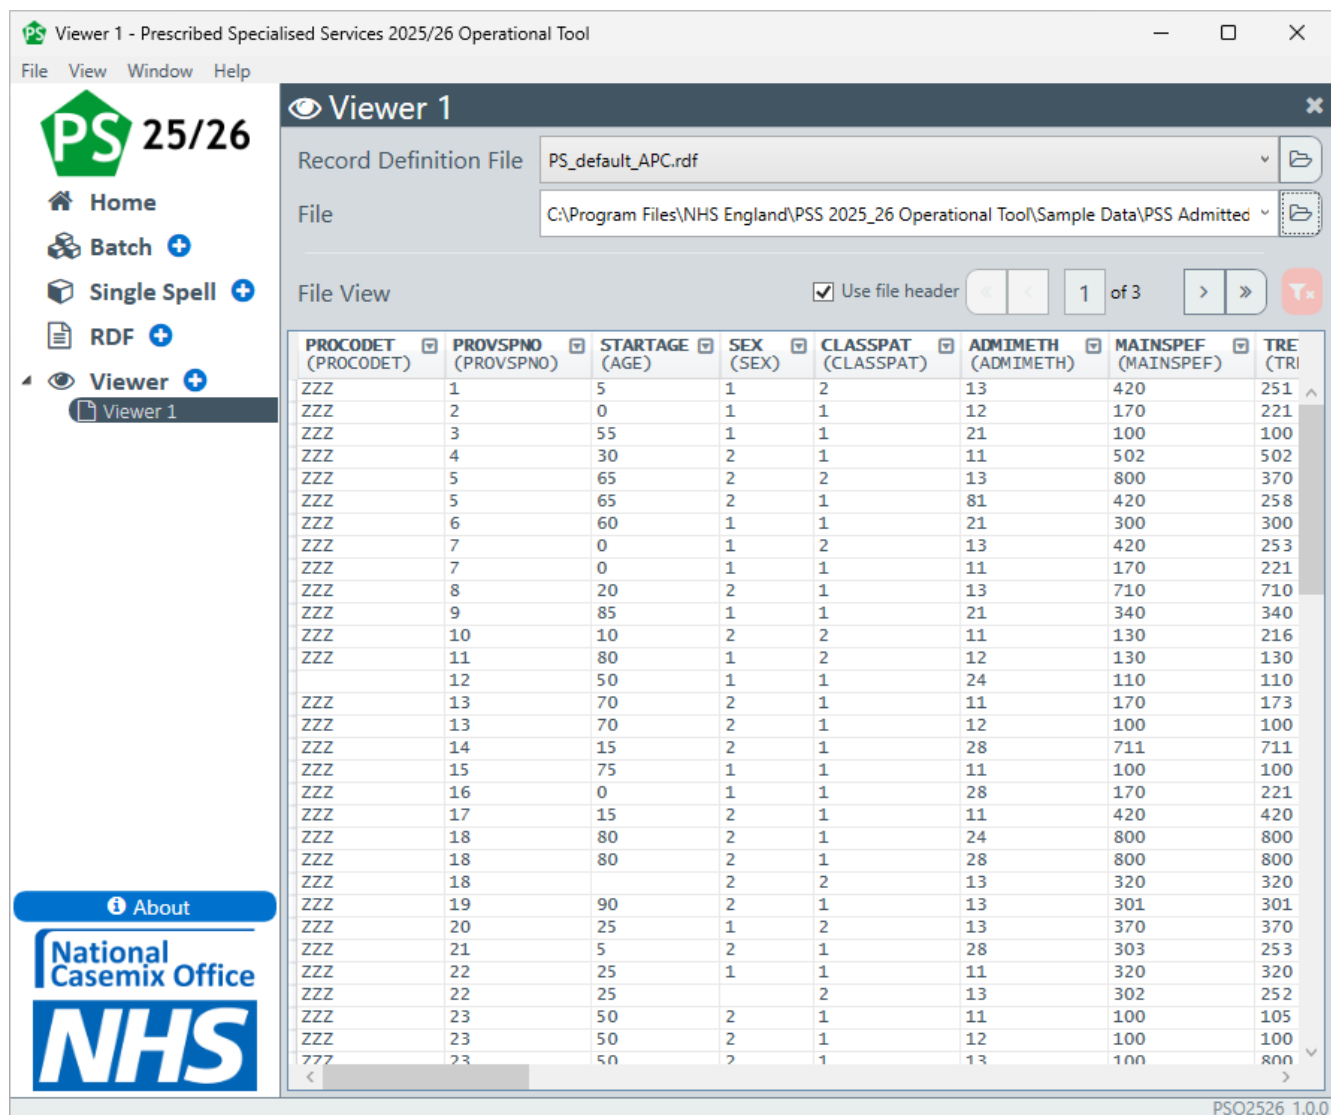 PS Viewer 1 - Prescribed Specialised Services 2025/26 Operational Tool
File View Window Help
PS 25/26
Home
Batch
Single Spell
RDF
Viewer
Viewer 1
About
National
Casemix Office
NHS
Viewer 1
Record Definition File PS_default_APC.rdf
File C:\Program Files\NHS England\PSS 2025_26 Operational Tool\Sample Data\PSS Admitted
File View Use file header « < 1 of 3 > »
PROCODET PROVSPNO STARTAGE SEX CLASSPAT ADMIMETH MAINSPEF TRE
(PROCODET) (PROVSPNO) (AGE) (SEX) (CLASSPAT) (ADMIMETH) (MAINSPEF) (TRE
ZZZ 1 5 1 2 13 420 251
ZZZ 2 0 1 1 12 170 221
ZZZ 3 55 1 1 21 100 100
ZZZ 4 30 2 1 11 502 502
ZZZ 5 65 2 2 13 800 370
ZZZ 5 65 2 1 81 420 258
ZZZ 6 60 1 1 21 300 300
ZZZ 7 0 1 2 13 420 253
ZZZ 7 0 1 1 11 170 221
ZZZ 8 20 2 1 13 710 710
ZZZ 9 85 1 1 21 340 340
ZZZ 10 10 2 2 11 130 216
ZZZ 11 80 1 2 12 130 130
12 50 1 1 24 110 110
ZZZ 13 70 2 1 11 170 173
ZZZ 13 70 2 1 12 100 100
ZZZ 14 15 2 1 28 711 711
ZZZ 15 75 1 1 11 100 100
ZZZ 16 0 1 1 28 170 221
ZZZ 17 15 2 1 11 420 420
ZZZ 18 80 2 1 24 800 800
ZZZ 18 80 2 1 28 800 800
ZZZ 18 2 2 13 320 320
ZZZ 19 90 2 1 13 301 301
ZZZ 20 25 1 2 13 370 370
ZZZ 21 5 2 1 28 303 253
ZZZ 22 25 1 1 11 320 320
ZZZ 22 25 2 13 302 252
ZZZ 23 50 2 1 11 100 105
ZZZ 23 50 2 1 12 100 100
ZZZ 23 50 2 1 13 100 800
PSO2526 1.0.0